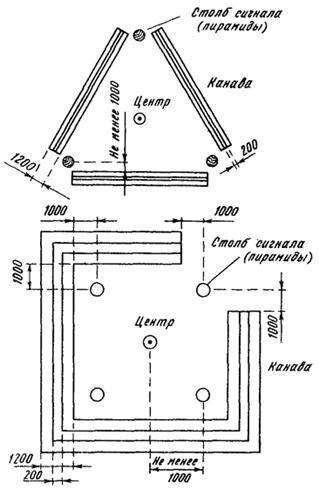 Столб сигнала
(пирамиды)
Канава
Центр
Не менее 1000
1200
200
1000
1000
Столб сигнала
(пирамиды)
1000
1000
Центр
Канава
1200
200
Не менее
1000